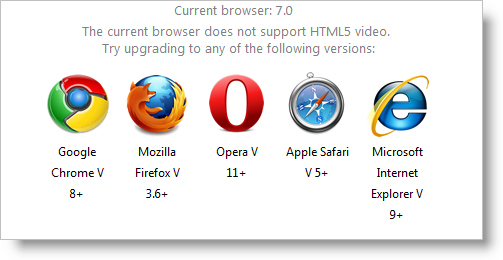 Current browser: 7.0
The current browser does not support HTML5 video.
Try upgrading to any of the following versions:
Google
Chrome V
8+
Mozilla
Firefox V
3.6+
Opera V
11+
Apple Safari
V 5+
Microsoft
Internet
Explorer V
9+